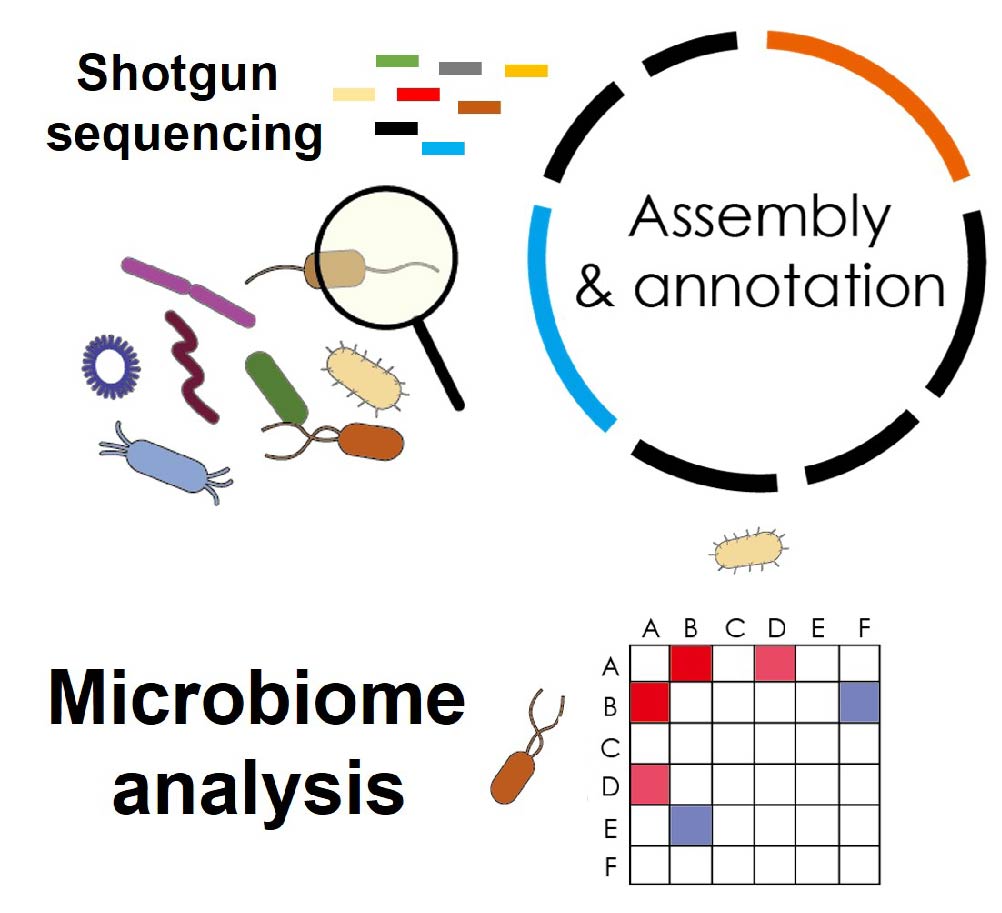 Shotgun
sequencing
Assembly
& annotation
Microbiome
analysis
A B C D E F
A
B
C
D
E
F